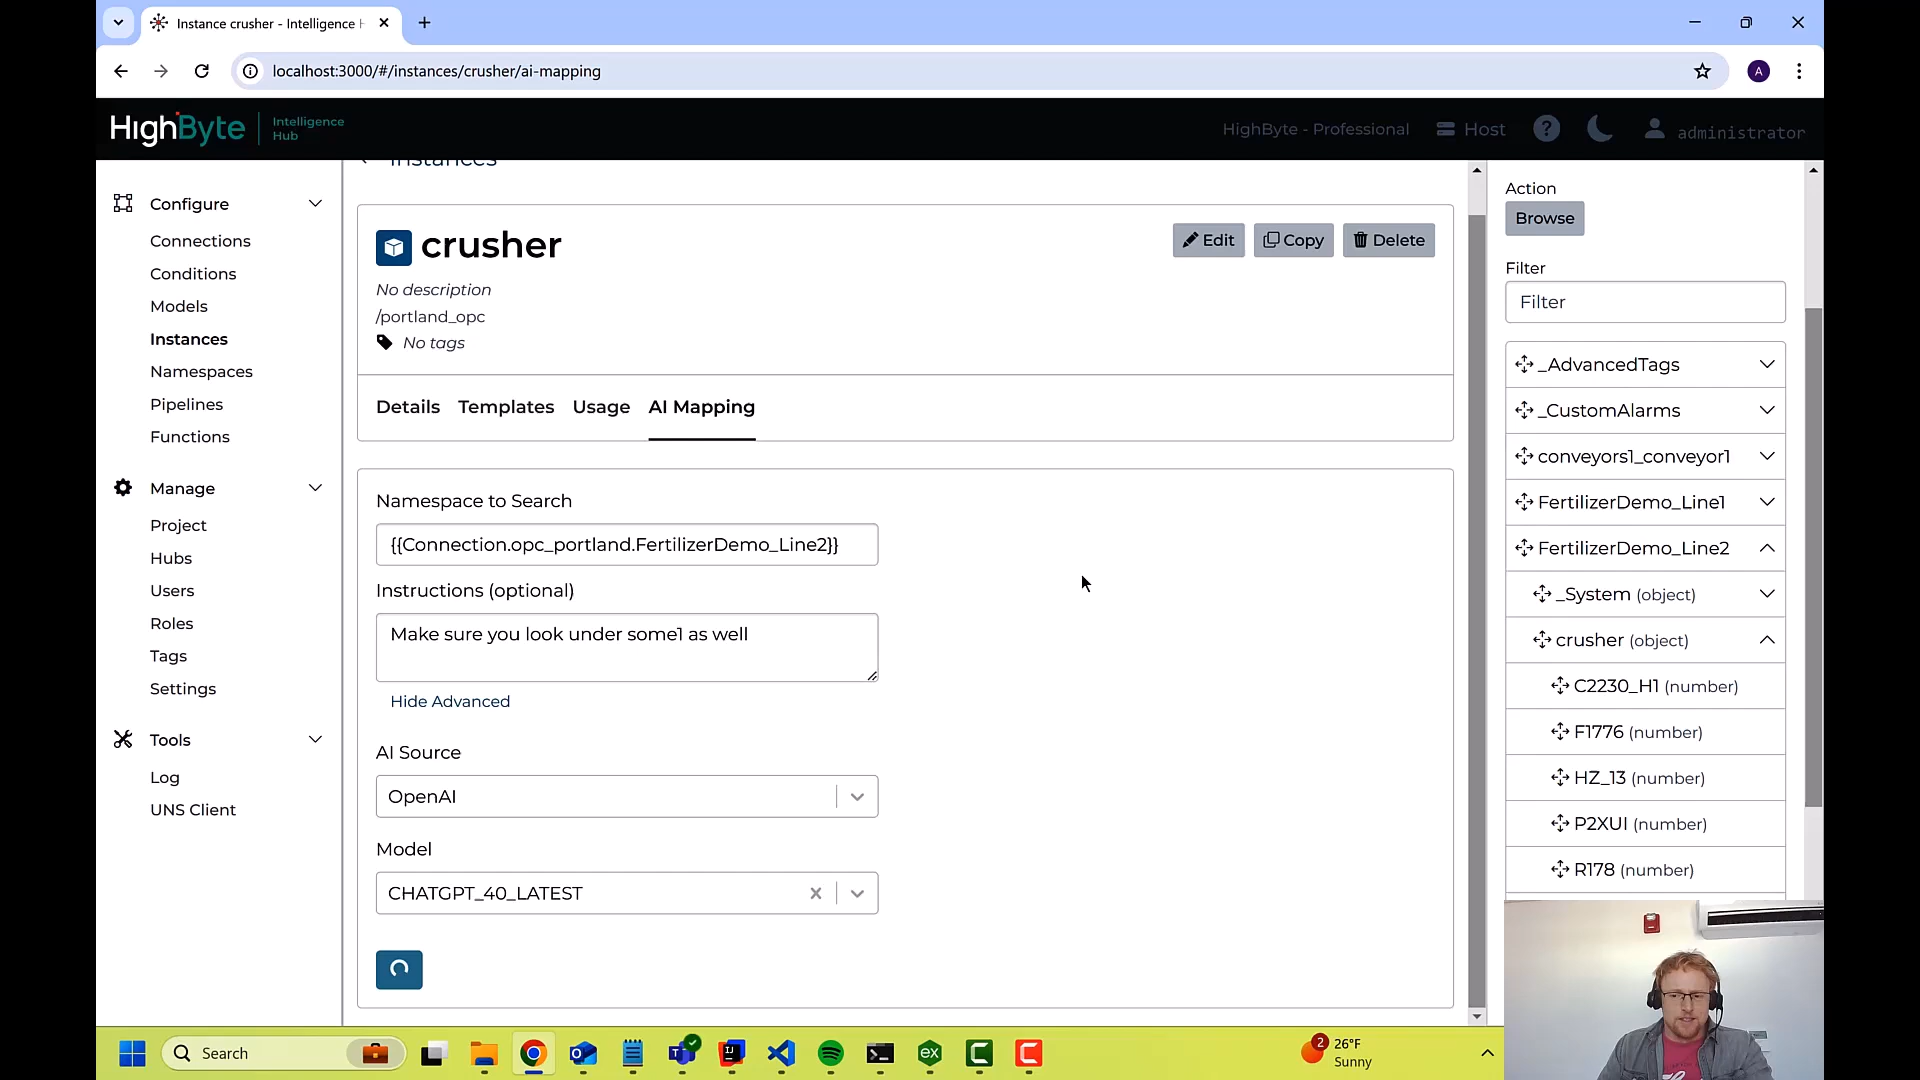 Instance crusher - Intelligence H
localhost:3000/#/instances/crusher/ai-mapping
A
HighByte
Intelligence
Hub
HighByte - Professional
Host
?
administrator
Configure
Connections
Conditions
Models
Instances
Namespaces
Pipelines
Functions
Manage
Project
Hubs
Users
Roles
Tags
Settings
Tools
Log
UNS Client
Instances
crusher
Edit
Copy
Delete
No description
/portland_opc
No tags
Details
Templates
Usage
AI Mapping
Namespace to Search
{{Connection.opc_portland.FertilizerDemo_Line2}}
Instructions (optional)
Make sure you look under some1 as well
Hide Advanced
AI Source
OpenAI
Model
CHATGPT_4O_LATEST
Action
Browse
Filter
Filter
_AdvancedTags
_CustomAlarms
conveyors1_conveyor1
FertilizerDemo_Line1
FertilizerDemo_Line2
_System (object)
crusher (object)
C2230_H1 (number)
F1776 (number)
HZ_13 (number)
P2XUI (number)
R178 (number)
Search
2
26°F
Sunny